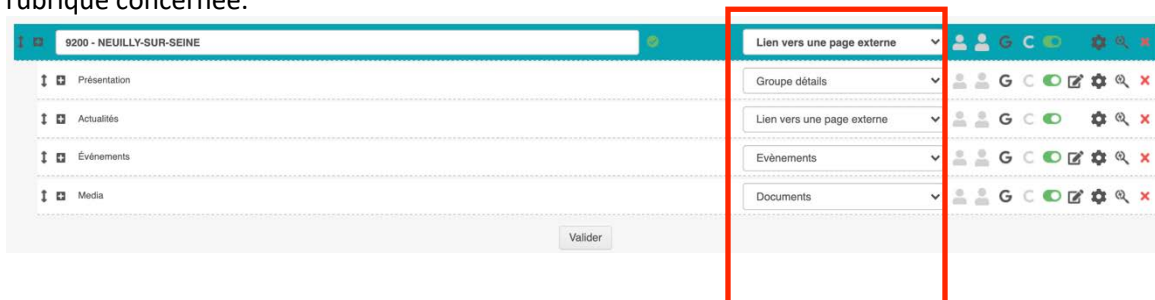 rubrique concernée.
9200 - NEUILLY-SUR-SEINE Lien vers une page externe G C
Présentation Groupe détails G C
Actualités Lien vers une page externe G C
Évènements Evènements G C
Media Documents G C
Valider